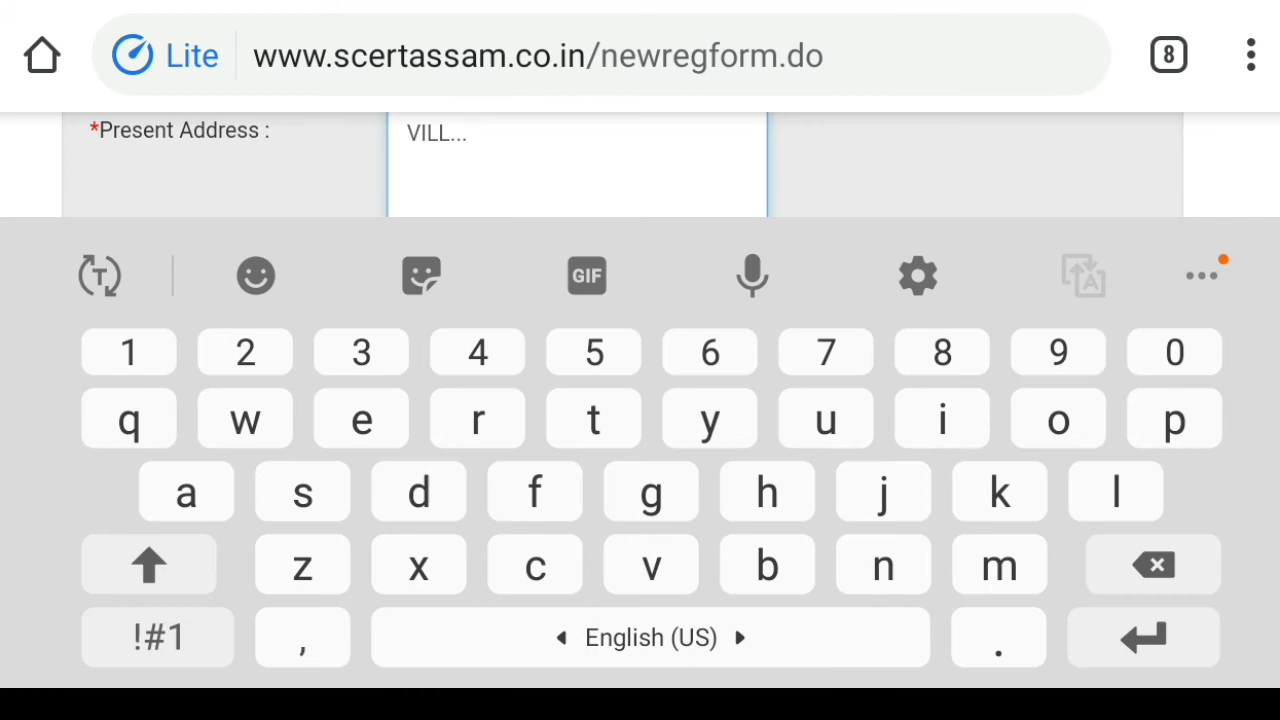 Lite www.scertassam.co.in/newregform.do 8
*Present Address : VILL...
T GIF A
1 2 3 4 5 6 7 8 9 0
q w e r t y u i o p
a s d f g h j k l
z x c v b n m
!#1 , English (US) .